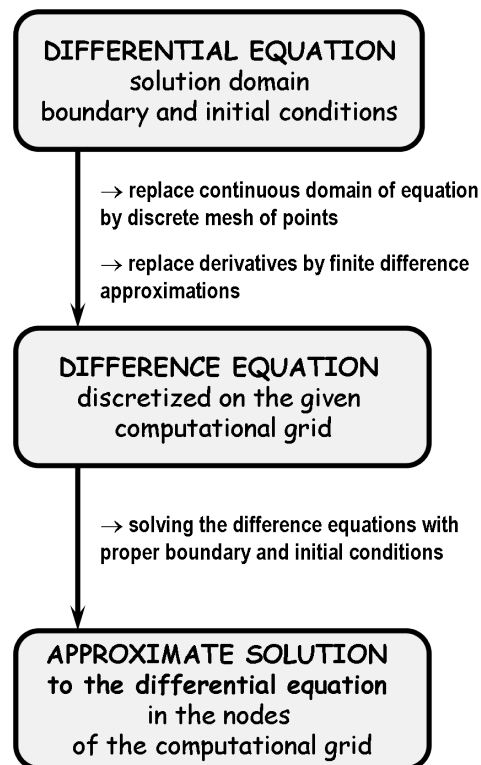 DIFFERENTIAL EQUATION
solution domain
boundary and initial conditions
→ replace continuous domain of equation
by discrete mesh of points
→ replace derivatives by finite difference
approximations
DIFFERENCE EQUATION
discretized on the given
computational grid
→ solving the difference equations with
proper boundary and initial conditions
APPROXIMATE SOLUTION
to the differential equation
in the nodes
of the computational grid